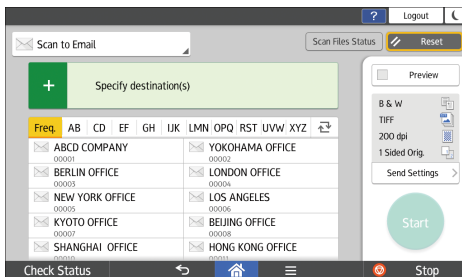 ? Logout
Scan to Email
Scan Files Status
Reset
+ Specify destination(s)
Preview
Freq. AB CD EF GH IJK LMN OPQ RST UVW XYZ
B & W
TIFF
200 dpi
1 Sided Orig.
Send Settings >
Start
ABCD COMPANY
00001
YOKOHAMA OFFICE
00002
BERLIN OFFICE
00003
LONDON OFFICE
00004
NEW YORK OFFICE
00005
LOS ANGELES
00006
KYOTO OFFICE
00007
BEIJING OFFICE
00008
SHANGHAI OFFICE
HONG KONG OFFICE
Check Status
Stop